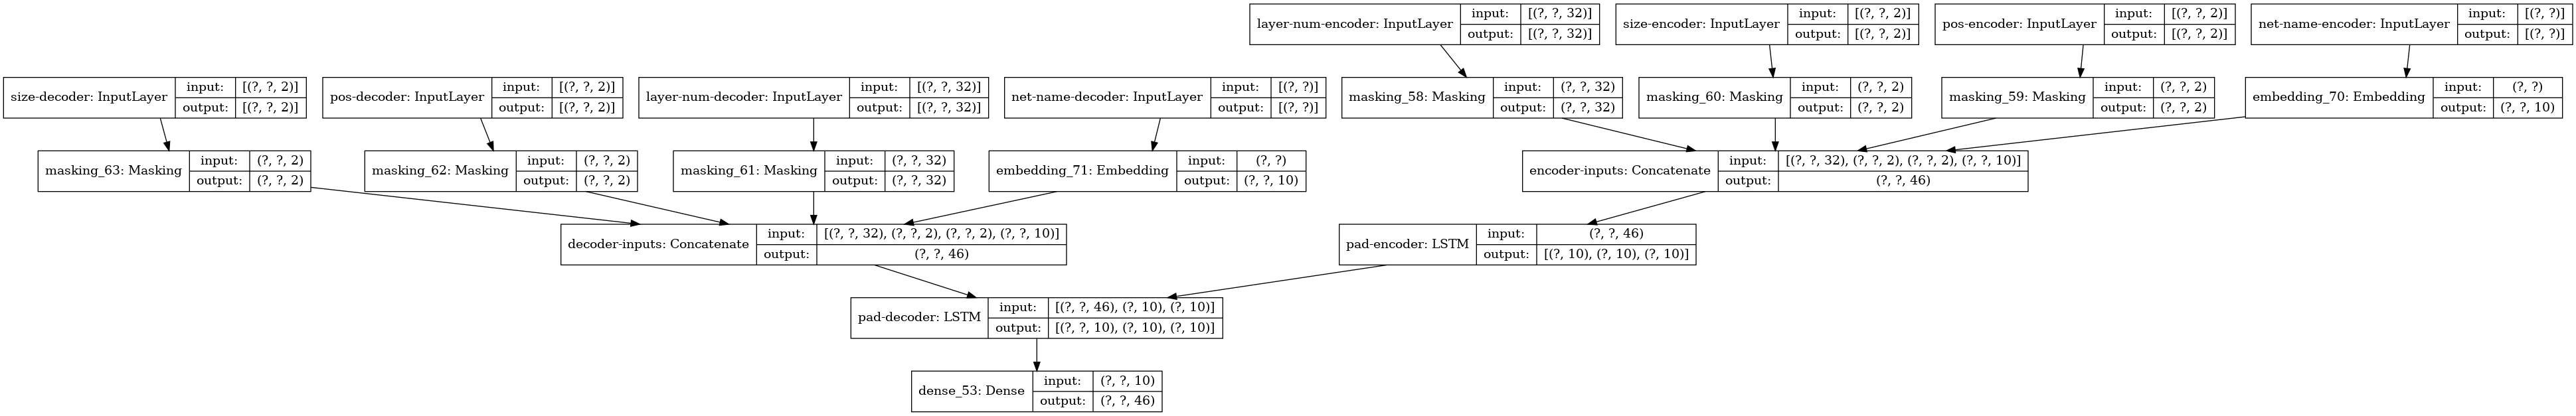 layer-num-encoder: InputLayer input: [(?, ?, 32)] output: [(?, ?, 32)]
size-encoder: InputLayer input: [(?, ?, 2)] output: [(?, ?, 2)]
pos-encoder: InputLayer input: [(?, ?, 2)] output: [(?, ?, 2)]
net-name-encoder: InputLayer input: [(?, ?)] output: [(?, ?)]
size-decoder: InputLayer input: [(?, ?, 2)] output: [(?, ?, 2)]
pos-decoder: InputLayer input: [(?, ?, 2)] output: [(?, ?, 2)]
layer-num-decoder: InputLayer input: [(?, ?, 32)] output: [(?, ?, 32)]
net-name-decoder: InputLayer input: [(?, ?)] output: [(?, ?)]
masking_58: Masking input: (?, ?, 32) output: (?, ?, 32)
masking_60: Masking input: (?, ?, 2) output: (?, ?, 2)
masking_59: Masking input: (?, ?, 2) output: (?, ?, 2)
embedding_70: Embedding input: (?, ?) output: (?, ?, 10)
masking_63: Masking input: (?, ?, 2) output: (?, ?, 2)
masking_62: Masking input: (?, ?, 2) output: (?, ?, 2)
masking_61: Masking input: (?, ?, 32) output: (?, ?, 32)
embedding_71: Embedding input: (?, ?) output: (?, ?, 10)
encoder-inputs: Concatenate input: [(?, ?, 32), (?, ?, 2), (?, ?, 2), (?, ?, 10)] output: (?, ?, 46)
decoder-inputs: Concatenate input: [(?, ?, 32), (?, ?, 2), (?, ?, 2), (?, ?, 10)] output: (?, ?, 46)
pad-encoder: LSTM input: (?, ?, 46) output: [(?, 10), (?, 10), (?, 10)]
pad-decoder: LSTM input: [(?, ?, 46), (?, 10), (?, 10)] output: [(?, ?, 10), (?, 10), (?, 10)]
dense_53: Dense input: (?, ?, 10) output: (?, ?, 46)